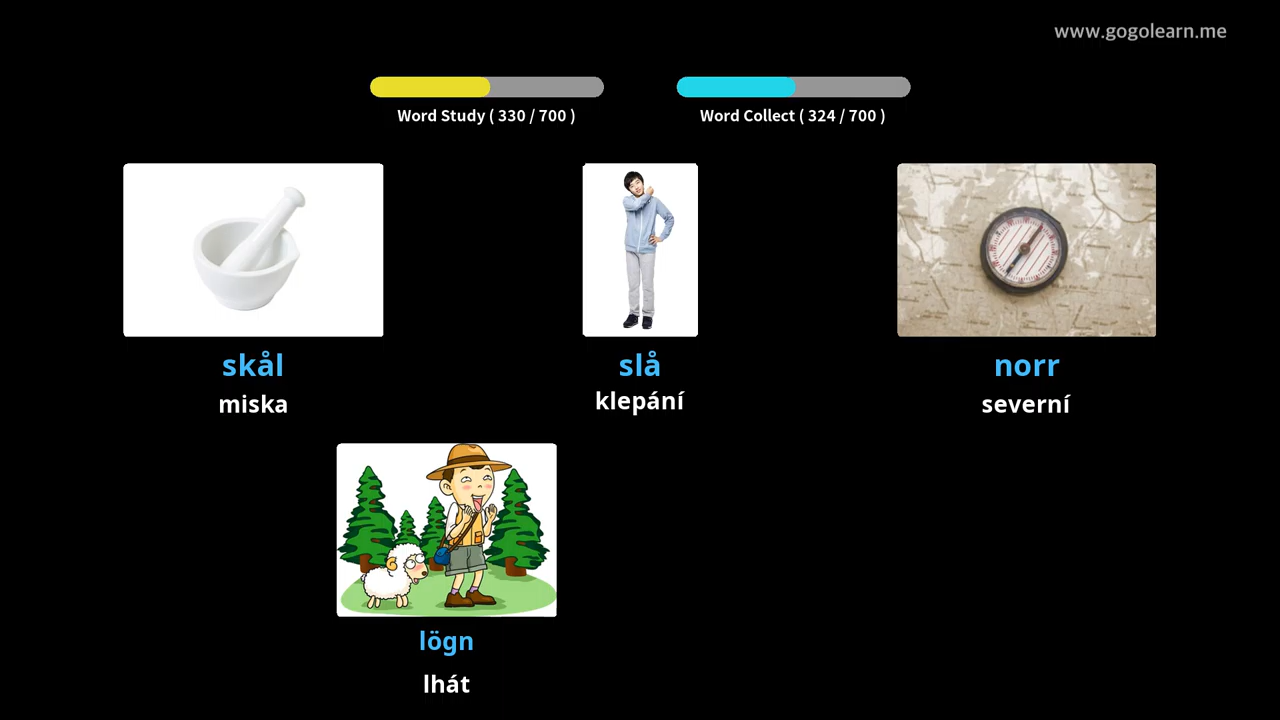 www.gogolearn.me
Word Study ( 330 / 700 )
Word Collect ( 324 / 700 )
skål
miska
slå
klepání
norr
severní
lögn
lhát